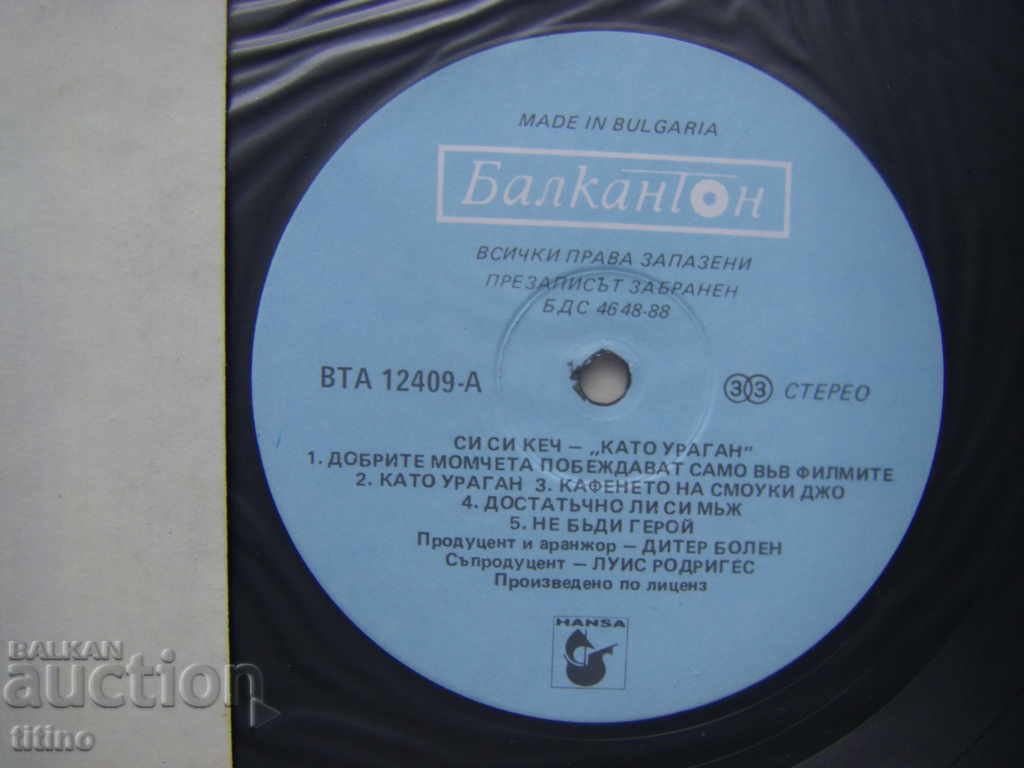 MADE IN BULGARIA
Балкантон
ВСИЧКИ ПРАВА ЗАПАЗЕНИ
ПРЕЗАПИСЪТ ЗАБРАНЕН
БДС 4648-88
ВТА 12409-А
33 СТЕРЕО
СИ СИ КЕЧ – „КАТО УРАГАН"
1. ДОБРИТЕ МОМЧЕТА ПОБЕЖДАВАТ САМО ВЪВ ФИЛМИТЕ
2. КАТО УРАГАН 3. КАФЕНЕТО НА СМОУКИ ДЖО
4. ДОСТАТЪЧНО ЛИ СИ МЪЖ
5. НЕ БЪДИ ГЕРОЙ
Продуцент и аранжор – ДИТЕР БОЛЕН
Съпродуцент – ЛУИС РОДРИГЕС
Произведено по лиценз
HANSA
BALKAN
auction
titino